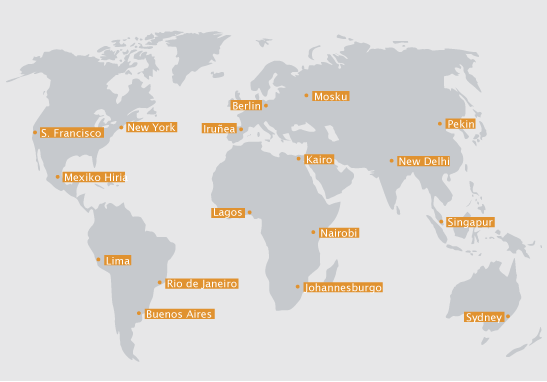 Mosku
Berlin
New York
Iruñea
Pekin
S. Francisco
Kairo
New Delhi
Mexiko Hiria
Lagos
Singapur
Nairobi
Lima
Rio de Janeiro
Johannesburgo
Buenos Aires
Sydney